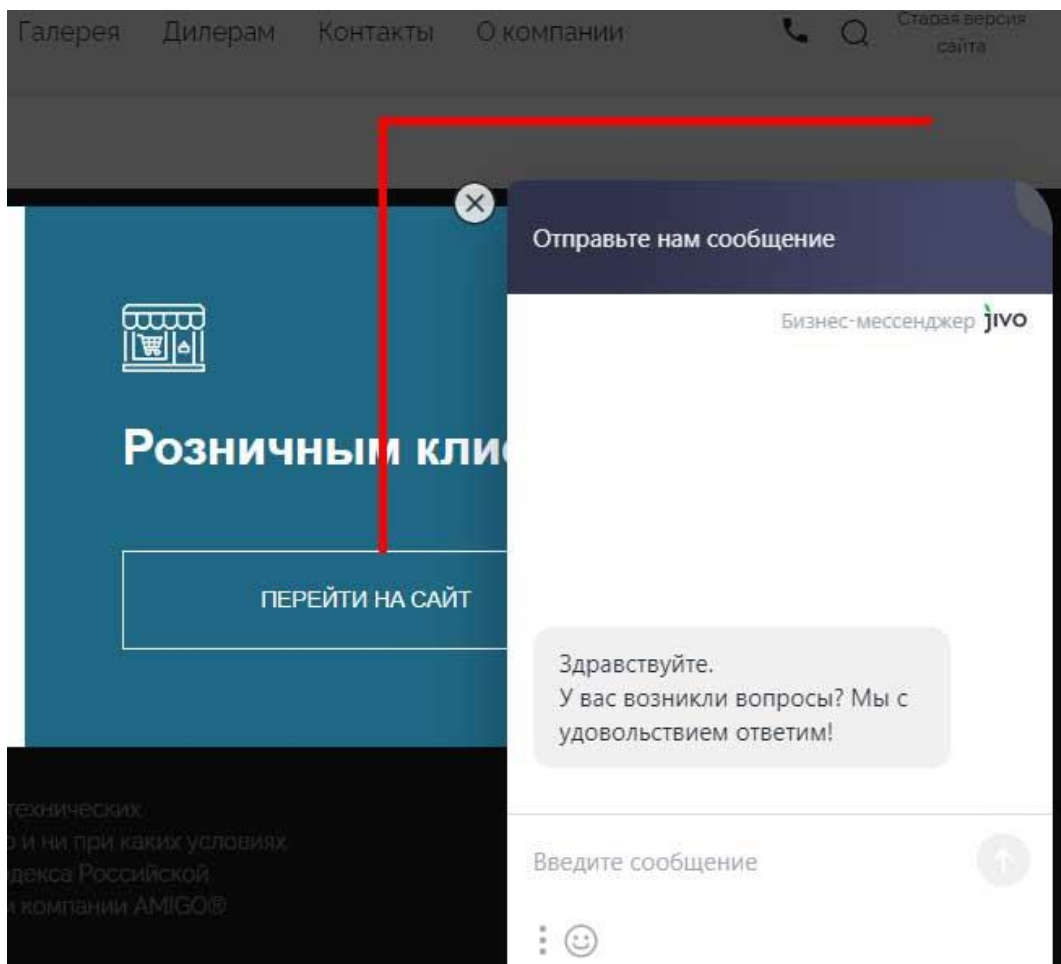 Галерея Дилерам Контакты О компании
Старая версия
сайта
Отправьте нам сообщение
Бизнес-мессенджер jivo
Розничным кли
ПЕРЕЙТИ НА САЙТ
Здравствуйте.
У вас возникли вопросы? Мы с
удовольствием ответим!
технических
о и ни при каких условиях
декса Российской
и компании AMIGO®
Введите сообщение